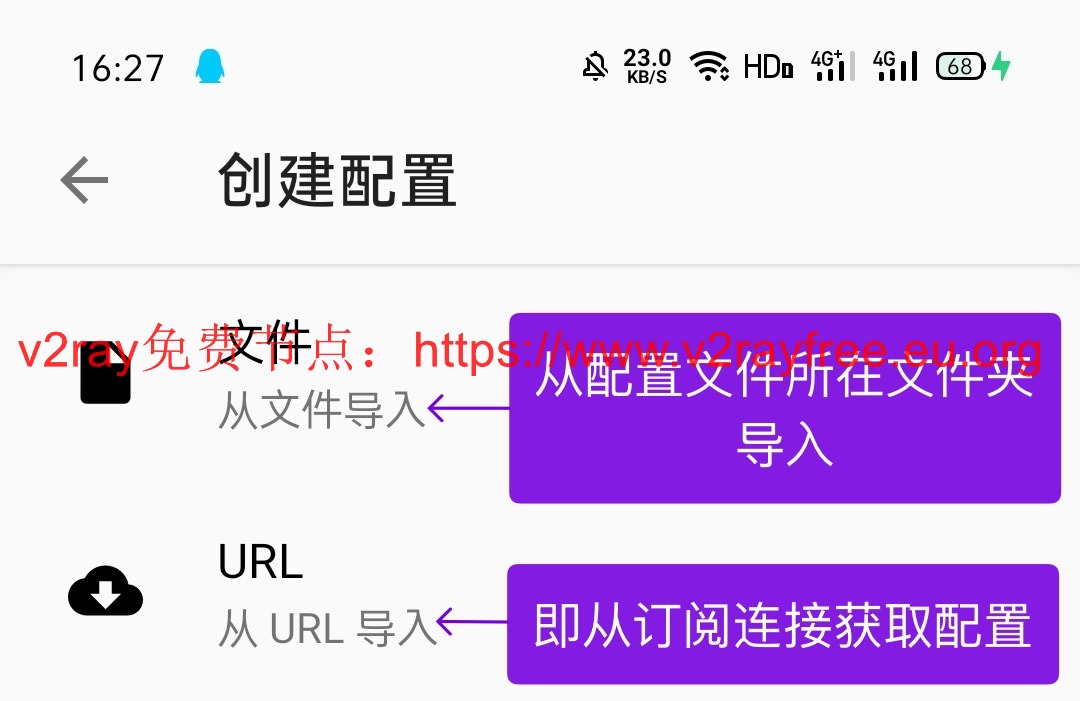 16:27 23.0 KB/S HD 4G+ 4G 68
创建配置
文件
v2ray免费节点：https://www.v2rayfree.eu.org
从文件导入
从配置文件所在文件夹
导入
URL
从 URL 导入
即从订阅连接获取配置